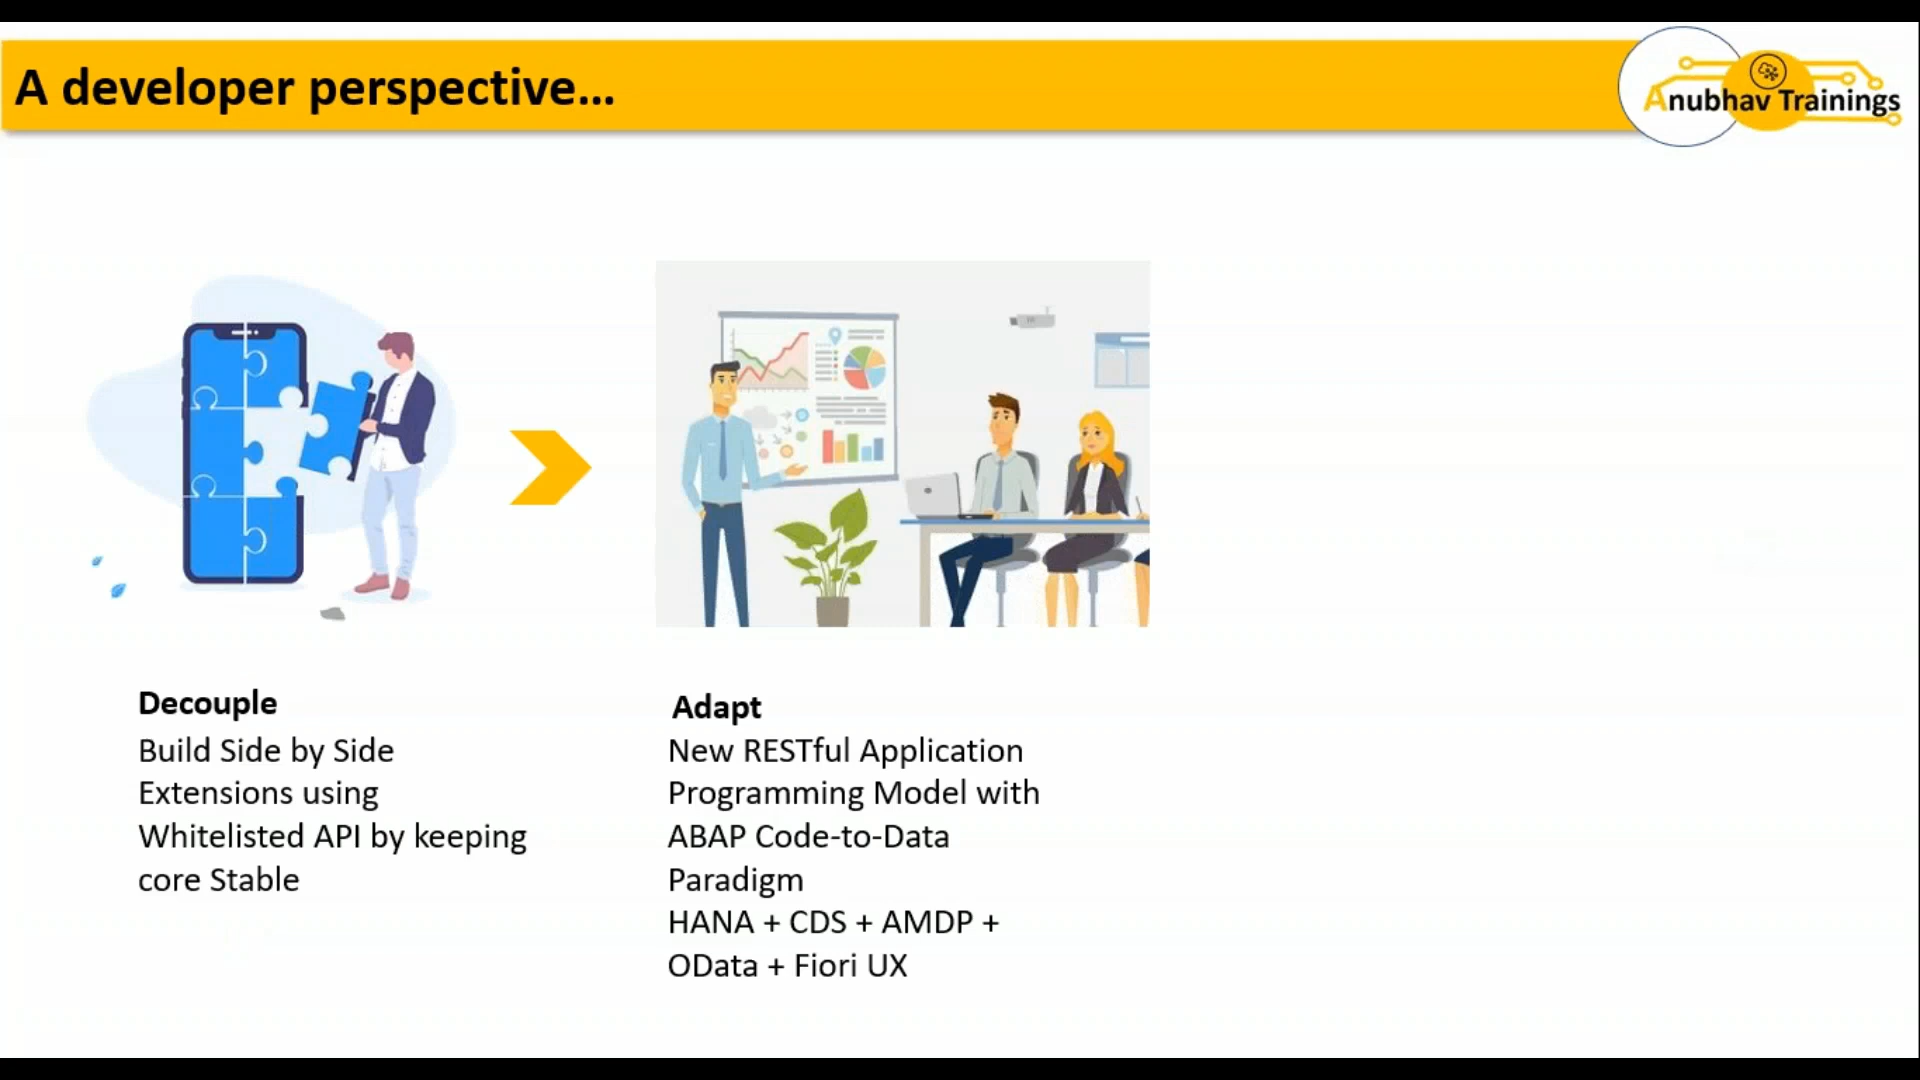 A developer perspective...
Anubhav Trainings
Decouple
Build Side by Side
Extensions using
Whitelisted API by keeping
core Stable
Adapt
New RESTful Application
Programming Model with
ABAP Code-to-Data
Paradigm
HANA + CDS + AMDP +
OData + Fiori UX